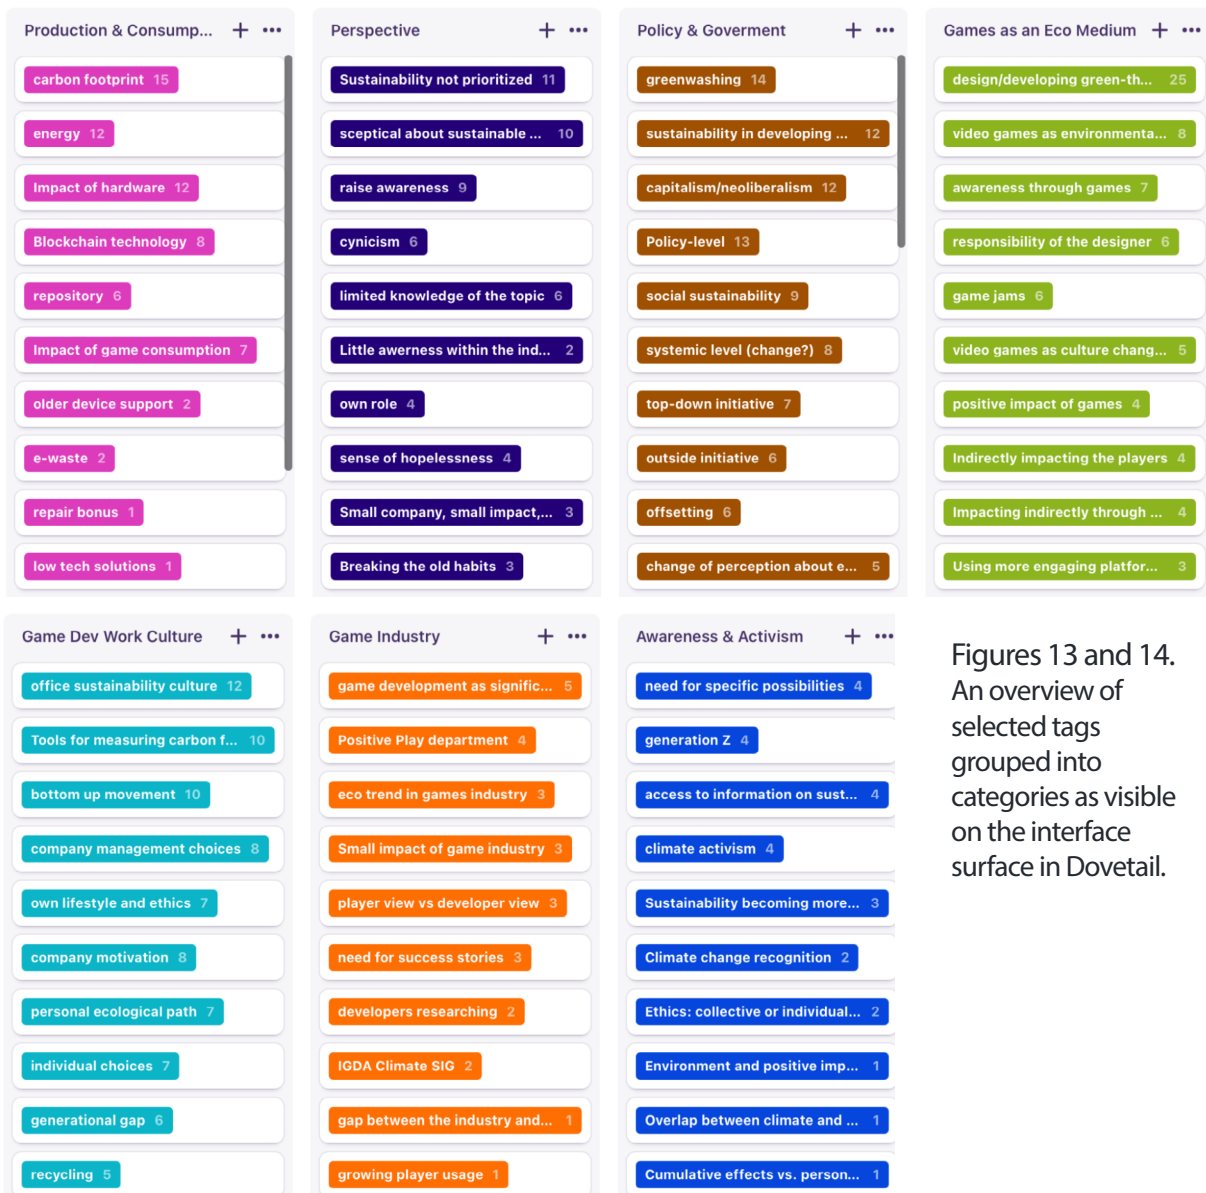 Production & Consump... + •••
carbon footprint 15
energy 12
Impact of hardware 12
Blockchain technology 8
repository 6
Impact of game consumption 7
older device support 2
e-waste 2
repair bonus 1
low tech solutions 1
Perspective + •••
Sustainability not prioritized 11
sceptical about sustainable ... 10
raise awareness 9
cynicism 6
limited knowledge of the topic 6
Little awerness within the ind... 2
own role 4
sense of hopelessness 4
Small company, small impact,... 3
Breaking the old habits 3
Policy & Goverment + •••
greenwashing 14
sustainability in developing ... 12
capitalism/neoliberalism 12
Policy-level 13
social sustainability 9
systemic level (change?) 8
top-down initiative 7
outside initiative 6
offsetting 6
change of perception about e... 5
Games as an Eco Medium + •••
design/developing green-th... 25
video games as environmenta... 8
awareness through games 7
responsibility of the designer 6
game jams 6
video games as culture chang... 5
positive impact of games 4
Indirectly impacting the players 4
Impacting indirectly through ... 4
Using more engaging platfor... 3
Game Dev Work Culture + •••
office sustainability culture 12
Tools for measuring carbon f... 10
bottom up movement 10
company management choices 8
own lifestyle and ethics 7
company motivation 8
personal ecological path 7
individual choices 7
generational gap 6
recycling 5
Game Industry + •••
game development as signific... 5
Positive Play department 4
eco trend in games industry 3
Small impact of game industry 3
player view vs developer view 3
need for success stories 3
developers researching 2
IGDA Climate SIG 2
gap between the industry and... 1
growing player usage 1
Awareness & Activism + •••
need for specific possibilities 4
generation Z 4
access to information on sust... 4
climate activism 4
Sustainability becoming more... 3
Climate change recognition 2
Ethics: collective or individual... 2
Environment and positive imp... 1
Overlap between climate and ... 1
Cumulative effects vs. person... 1
Figures 13 and 14.
An overview of
selected tags
grouped into
categories as visible
on the interface
surface in Dovetail.